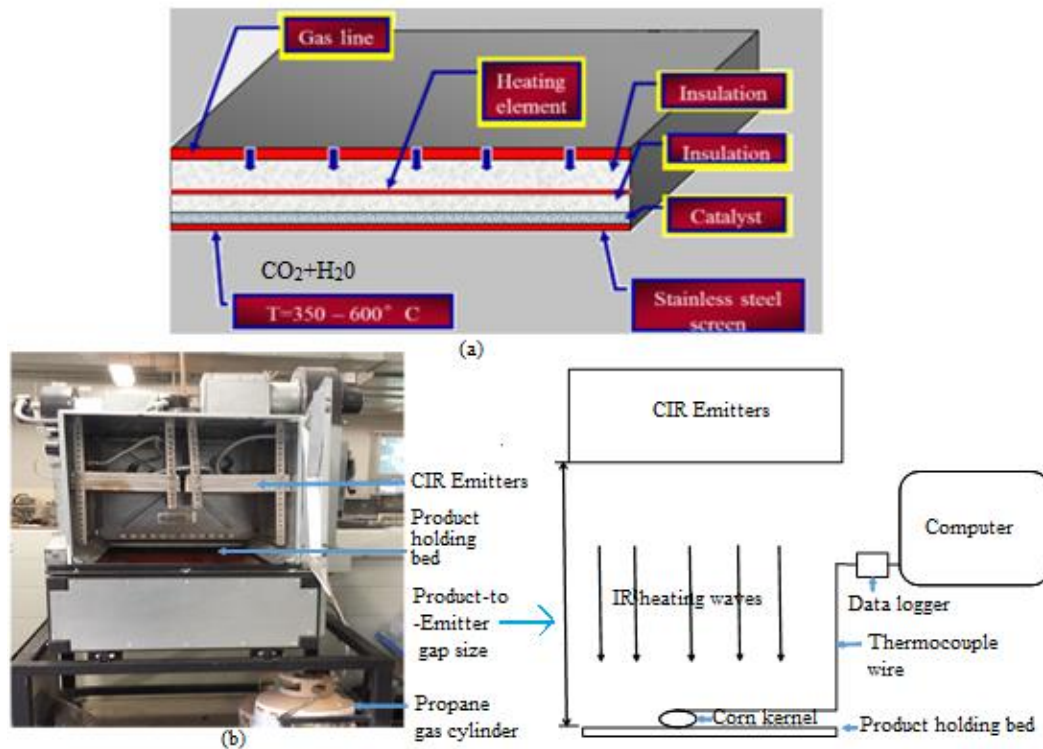 Gas line
Heating
element
Insulation
Insulation
Catalyst
CO₂+H₂0
T=350 – 600° C
Stainless steel
screen
(a)
CIR Emitters
Product
holding
bed
Product-to
-Emitter
gap size
Propane
gas cylinder
(b)
CIR Emitters
Computer
IR heating waves
Data logger
Thermocouple
wire
Corn kernel
Product holding bed